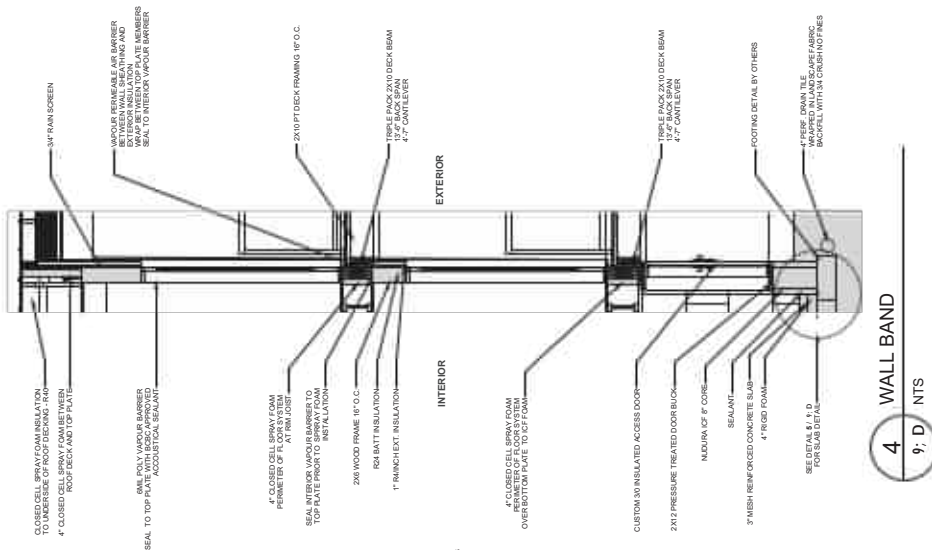 3/4" RAIN SCREEN
VAPOUR PERMEABLE AIR BARRIER
BETWEEN WALL SHEATHING AND
EXTERIOR INSULATION
WRAP BETWEEN TOP PLATE MEMBERS
SEAL TO INTERIOR VAPOUR BARRIER
2X10 PT DECK FRAMING 16" O.C.
TRIPLE PACK 2X10 DECK BEAM
13'-6" BACK SPAN
4'-7" CANTILEVER
TRIPLE PACK 2X10 DECK BEAM
13'-6" BACK SPAN
4'-7" CANTILEVER
FOOTING DETAIL BY OTHERS
4" PERF. DRAIN TILE
WRAPPED IN LANDSCAPE FABRIC
BACKFILL WITH 3/4 CRUSH NO FINES
EXTERIOR
INTERIOR
CLOSED CELL SPRAY FOAM INSULATION
TO UNDERSIDE OF ROOF DECKING - R40
4" CLOSED CELL SPRAY FOAM BETWEEN
ROOF DECK AND TOP PLATE
6MIL POLY VAPOUR BARRIER
SEAL TO TOP PLATE WITH BCBC APPROVED
ACCOUSTICAL SEALANT
4" CLOSED CELL SPRAY FOAM
PERIMETER OF FLOOR SYSTEM
AT RIM JOIST
SEAL INTERIOR VAPOUR BARRIER TO
TOP PLATE PRIOR TO SPRRAY FOAM
INSTALLATION
2X6 WOOD FRAME 16" O.C.
R24 BATT INSULATION
1" R4/INCH EXT. INSULATION
4" CLOSED CELL SPRAY FOAM
PERIMETER OF FLOOR SYSTEM
OVER BOTTOM PLATE TO ICF FOAM
CUSTOM 3/0 INSULATED ACCESS DOOR
2X12 PRESSURE TREATED DOOR BUCK
NUDURA ICF 8" CORE
SEALANT
3" MESH REINFORCED CONCRETE SLAB
4" RIGID FOAM
SEE DETAIL 6 / 9; D
FOR SLAB DETAIL
4
9; D
WALL BAND
NTS